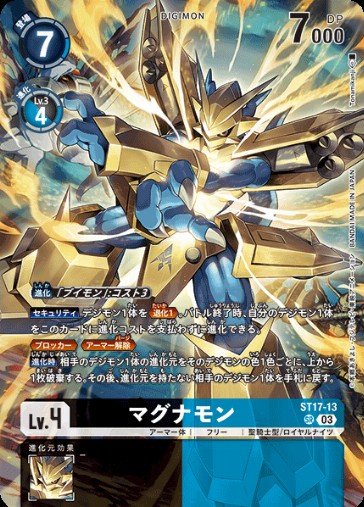 DIGIMON
登場
7
7000
DP
進化
Lv.3
4
進化 「ブイモン」:コスト3
セキュリティ デジモン1体を 退化1 。バトル終了時、自分のデジモン1体
をこのカードに進化コストを支払わずに進化できる。
ブロッカー アーマー解除
進化時 相手のデジモン1体の進化元を、そのデジモンの色1色ごとに、上から
1枚破棄する。その後、進化元を持たない相手のデジモン1体を手札に戻す。
Lv.4
マグナモン
ST17-13
SR 03
アーマー体
フリー
聖騎士型/ロイヤルナイツ
進化元効果
BANDAI MADE IN JAPAN